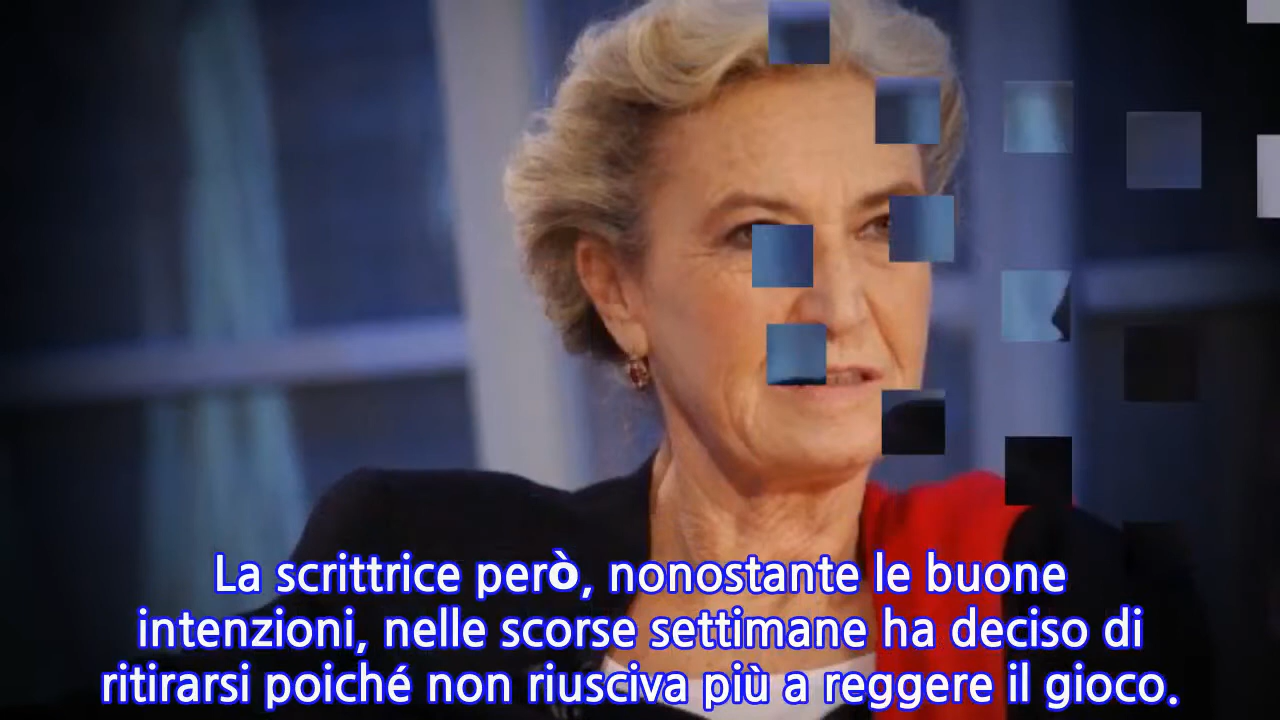 La scrittrice però, nonostante le buone
intenzioni, nelle scorse settimane ha deciso di
ritirarsi poiché non riusciva più a reggere il gioco.